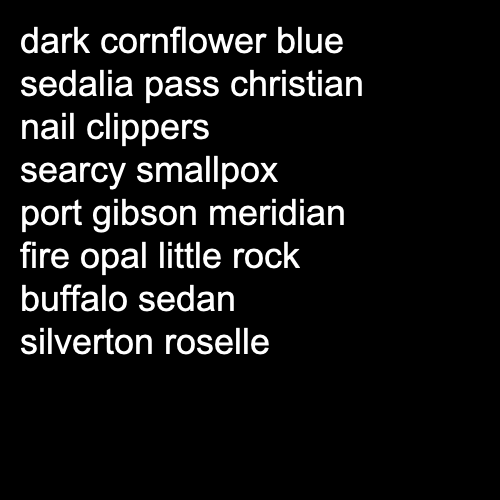 dark cornflower blue
sedalia pass christian
nail clippers
searcy smallpox
port gibson meridian
fire opal little rock
buffalo sedan
silverton roselle